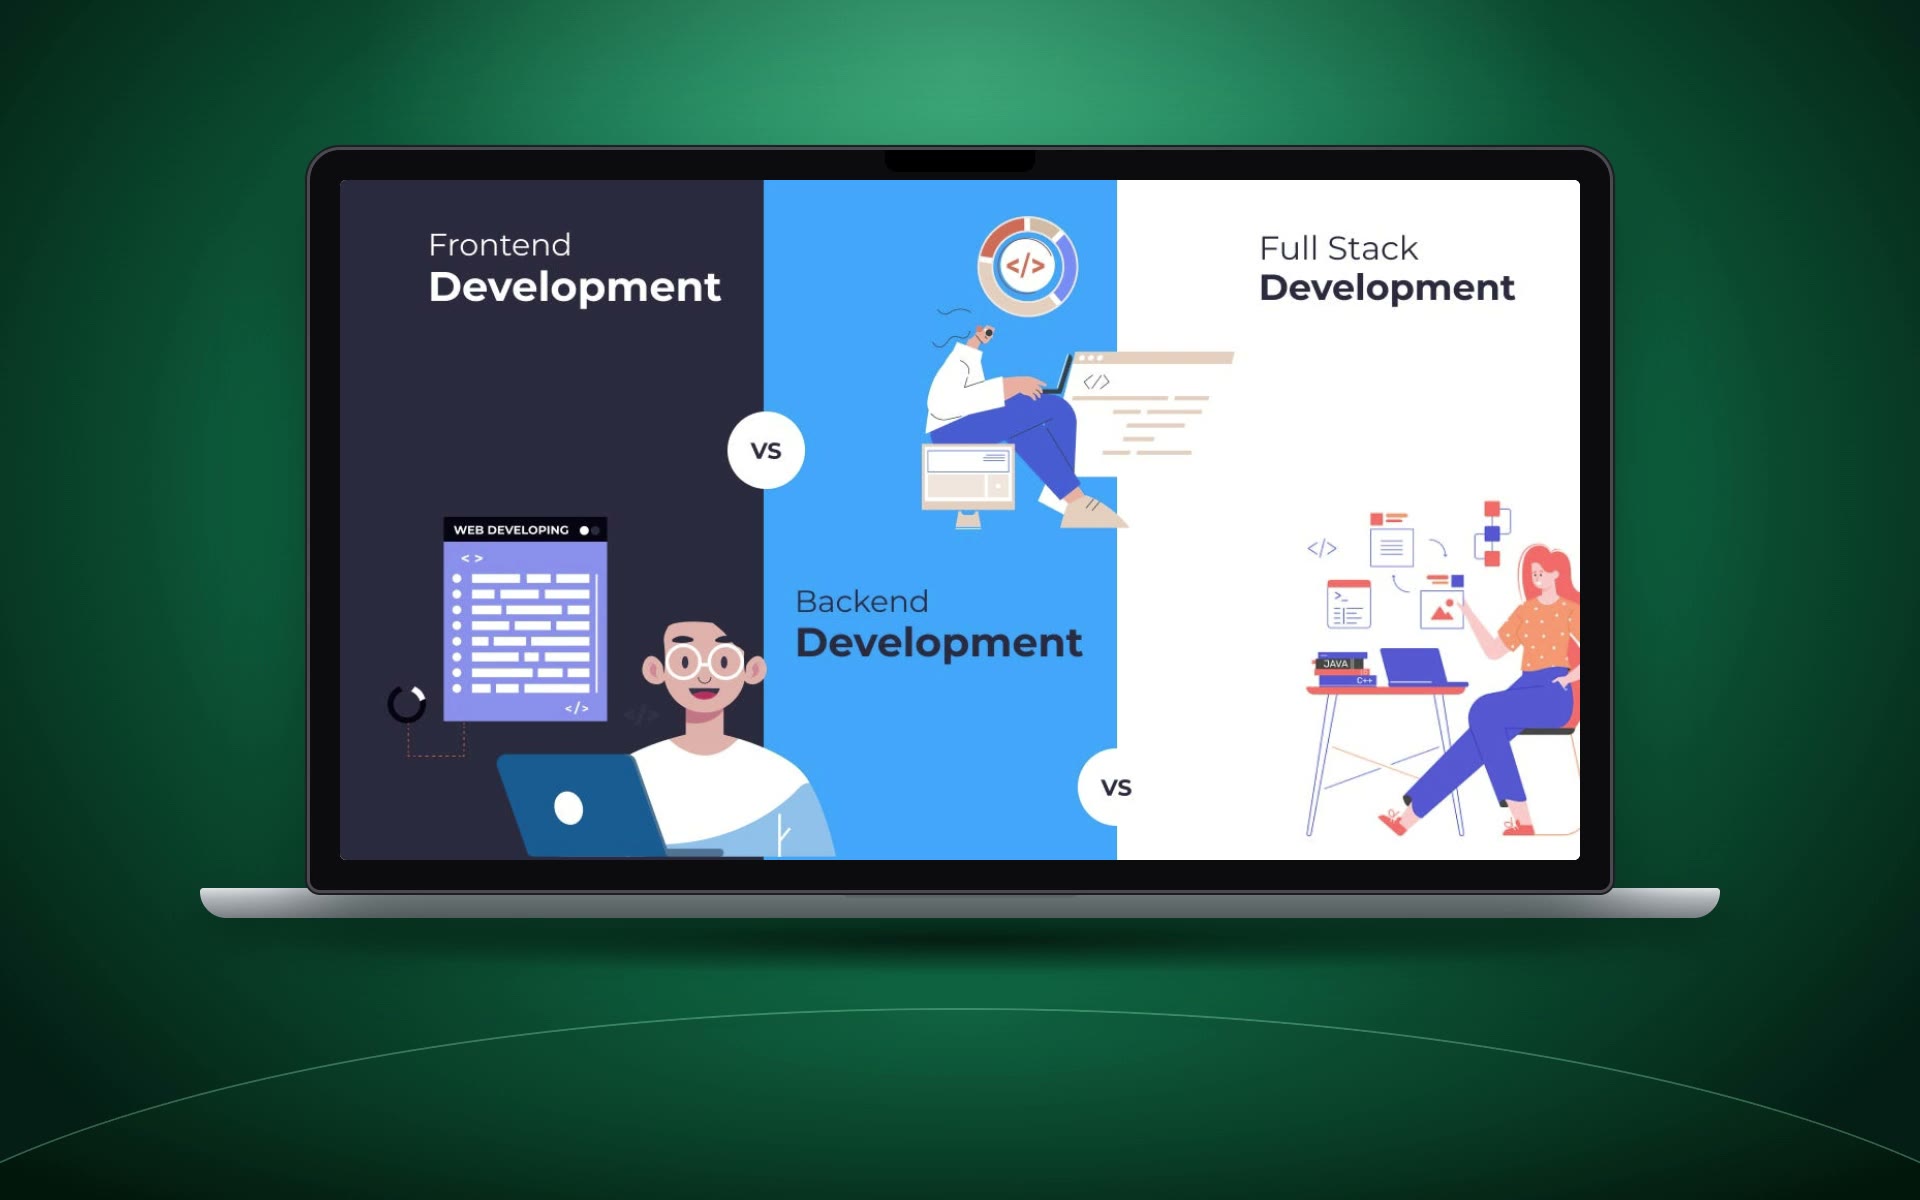 Frontend
Development
VS
WEB DEVELOPING
< >
</>
</>
</>
Backend
Development
VS
</>
Full Stack
Development
</>
>_
JAVA
C++